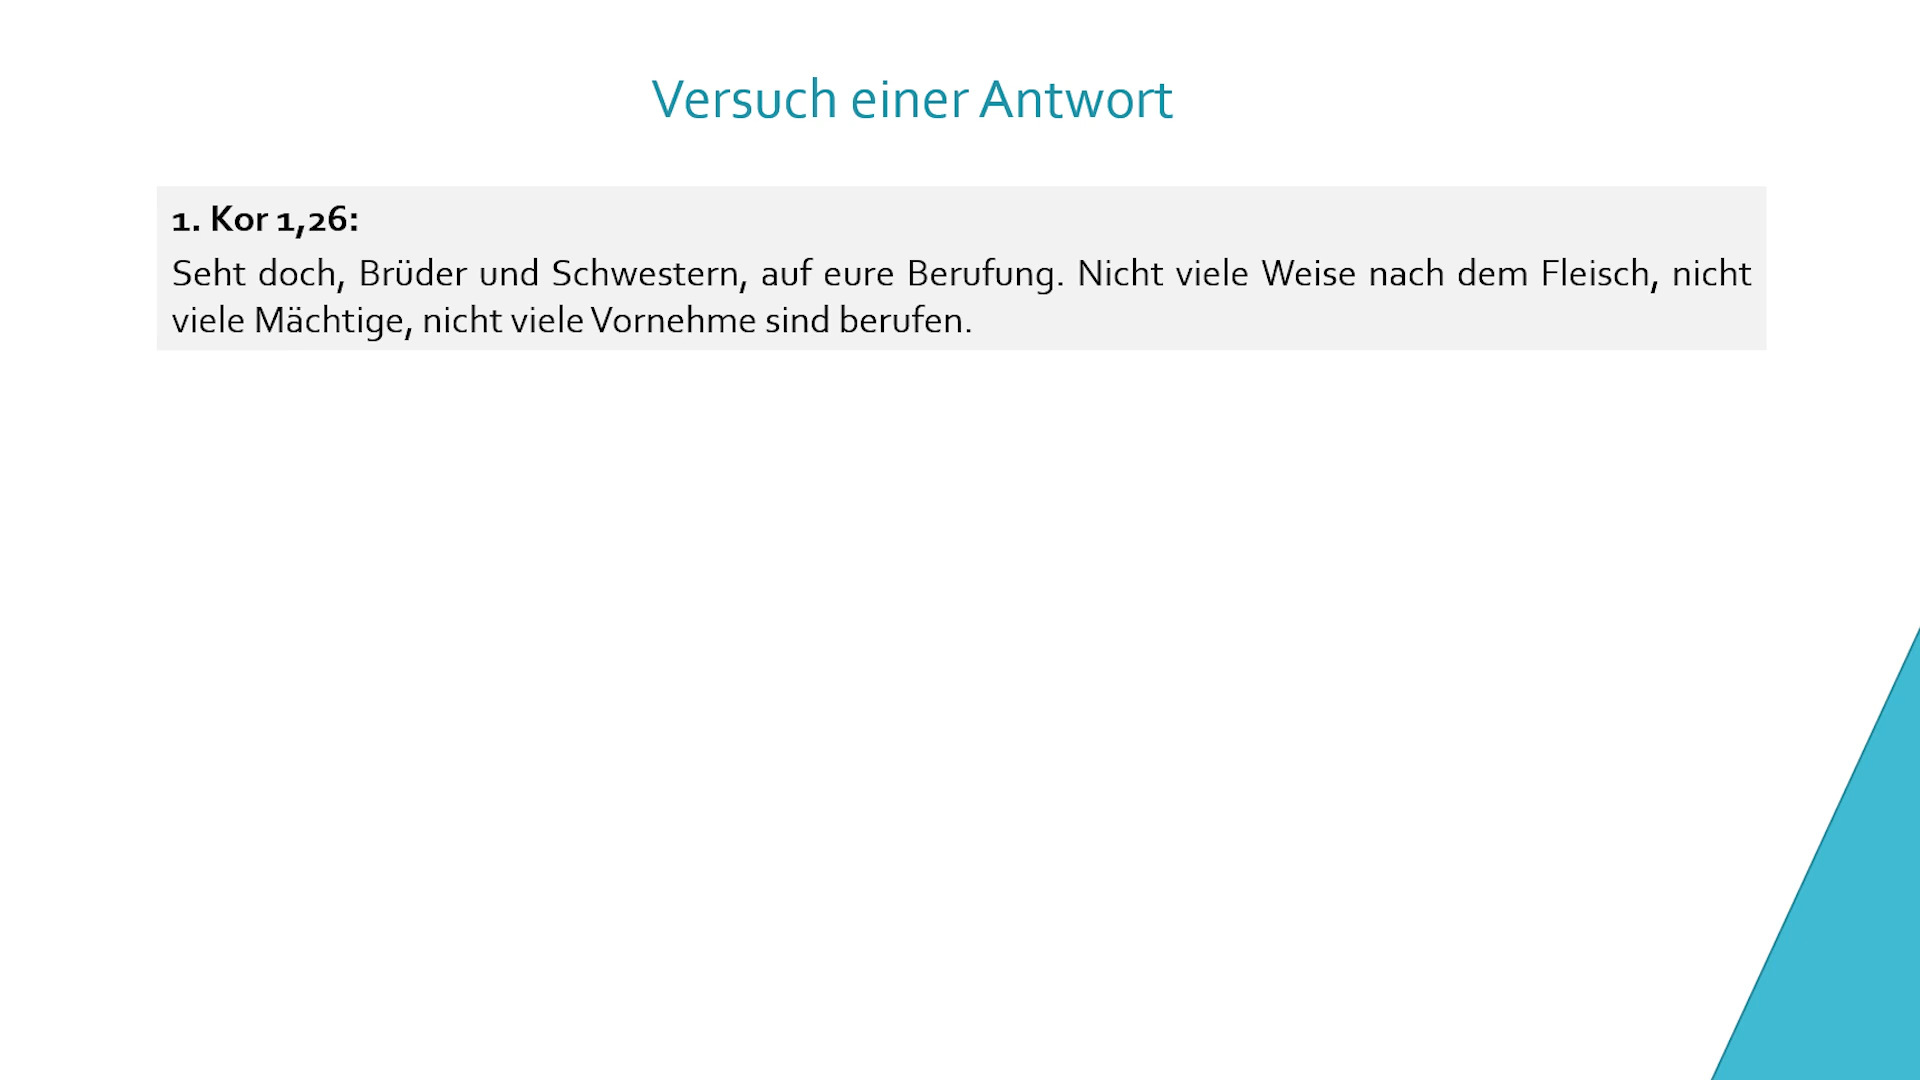 Versuch einer Antwort
1. Kor 1,26:
Seht doch, Brüder und Schwestern, auf eure Berufung. Nicht viele Weise nach dem Fleisch, nicht
viele Mächtige, nicht viele Vornehme sind berufen.